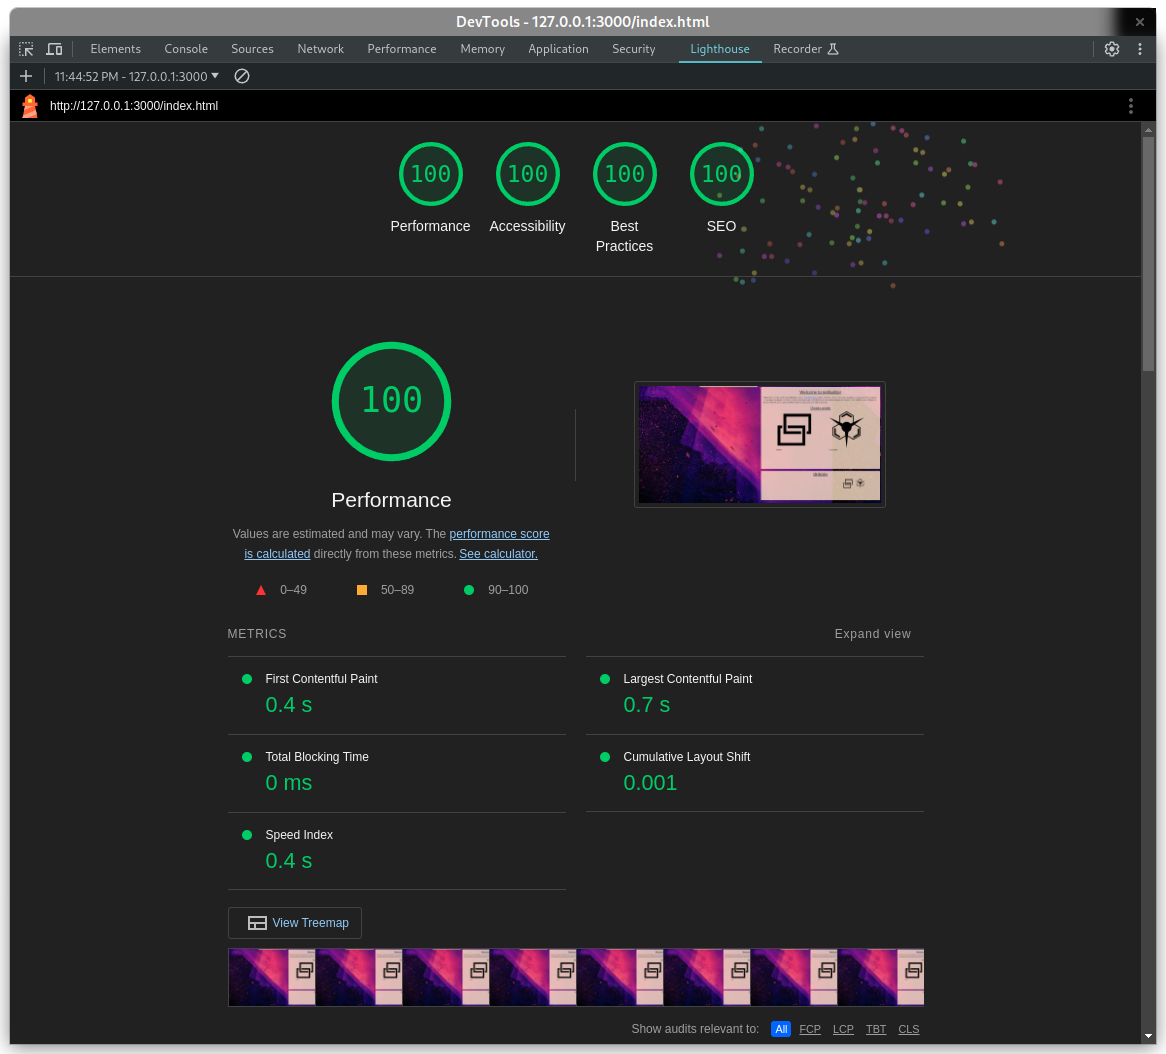 DevTools - 127.0.0.1:3000/index.html
Elements Console Sources Network Performance Memory Application Security Lighthouse Recorder
11:44:52 PM - 127.0.0.1:3000
http://127.0.0.1:3000/index.html
100 100 100 100
Performance Accessibility Best Practices SEO
100
Performance
Values are estimated and may vary. The performance score
is calculated directly from these metrics. See calculator.
0–49 50–89 90–100
METRICS Expand view
First Contentful Paint
0.4 s
Largest Contentful Paint
0.7 s
Total Blocking Time
0 ms
Cumulative Layout Shift
0.001
Speed Index
0.4 s
View Treemap
Show audits relevant to: All FCP LCP TBT CLS